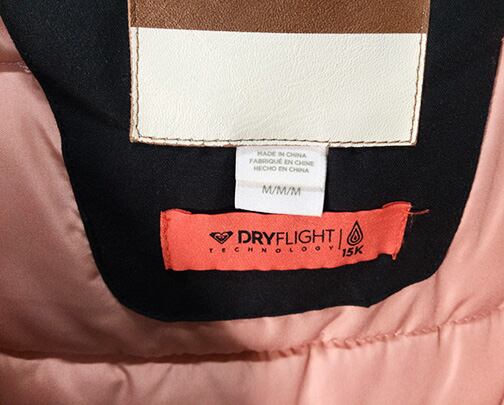 MADE IN CHINA
FABRIQUÉ EN CHINE
HECHO EN CHINA
M/M/M
DRYFLIGHT
TECHNOLOGY
15K